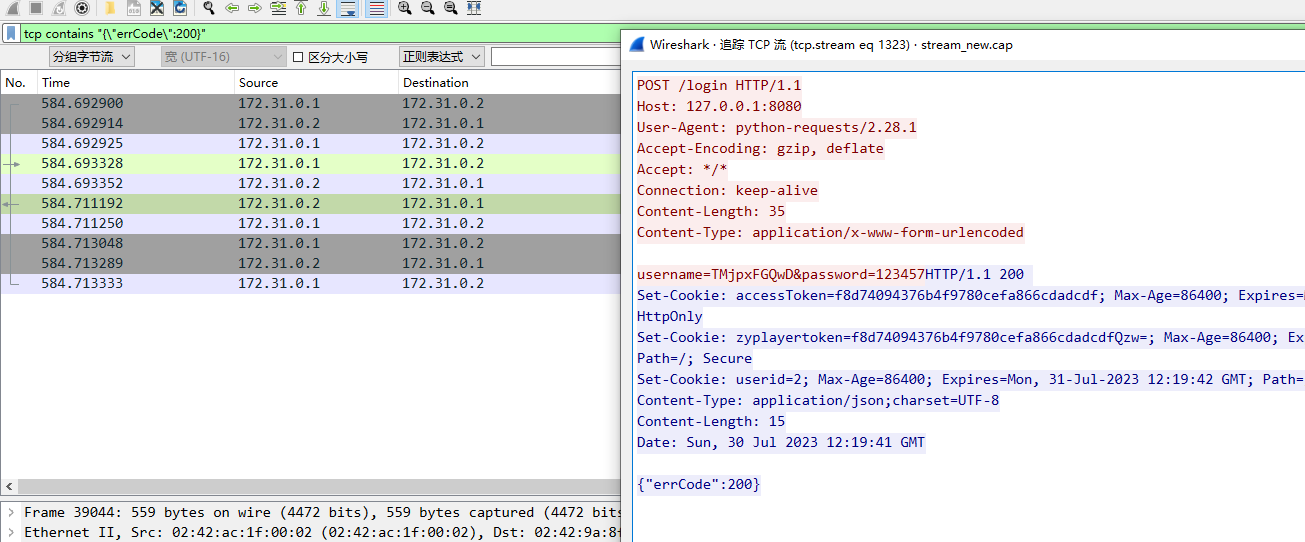 tcp contains "{\"errCode\":200}"
分组字节流 宽 (UTF-16) 区分大小写 正则表达式
No. Time Source Destination
584.692900 172.31.0.1 172.31.0.2
584.692914 172.31.0.2 172.31.0.1
584.692925 172.31.0.1 172.31.0.2
584.693328 172.31.0.1 172.31.0.2
584.693352 172.31.0.2 172.31.0.1
584.711192 172.31.0.2 172.31.0.1
584.711250 172.31.0.1 172.31.0.2
584.713048 172.31.0.1 172.31.0.2
584.713289 172.31.0.2 172.31.0.1
584.713333 172.31.0.1 172.31.0.2
Frame 39044: 559 bytes on wire (4472 bits), 559 bytes captured (4472 bits
Ethernet II, Src: 02:42:ac:1f:00:02 (02:42:ac:1f:00:02), Dst: 02:42:9a:8f
Wireshark · 追踪 TCP 流 (tcp.stream eq 1323) · stream_new.cap
POST /login HTTP/1.1
Host: 127.0.0.1:8080
User-Agent: python-requests/2.28.1
Accept-Encoding: gzip, deflate
Accept: */*
Connection: keep-alive
Content-Length: 35
Content-Type: application/x-www-form-urlencoded
username=TMjpxFGQwD&password=123457HTTP/1.1 200
Set-Cookie: accessToken=f8d74094376b4f9780cefa866cdadcdf; Max-Age=86400; Expires=
HttpOnly
Set-Cookie: zyplayertoken=f8d74094376b4f9780cefa866cdadcdfQzw=; Max-Age=86400; Ex
Path=/; Secure
Set-Cookie: userid=2; Max-Age=86400; Expires=Mon, 31-Jul-2023 12:19:42 GMT; Path=
Content-Type: application/json;charset=UTF-8
Content-Length: 15
Date: Sun, 30 Jul 2023 12:19:41 GMT
{"errCode":200}